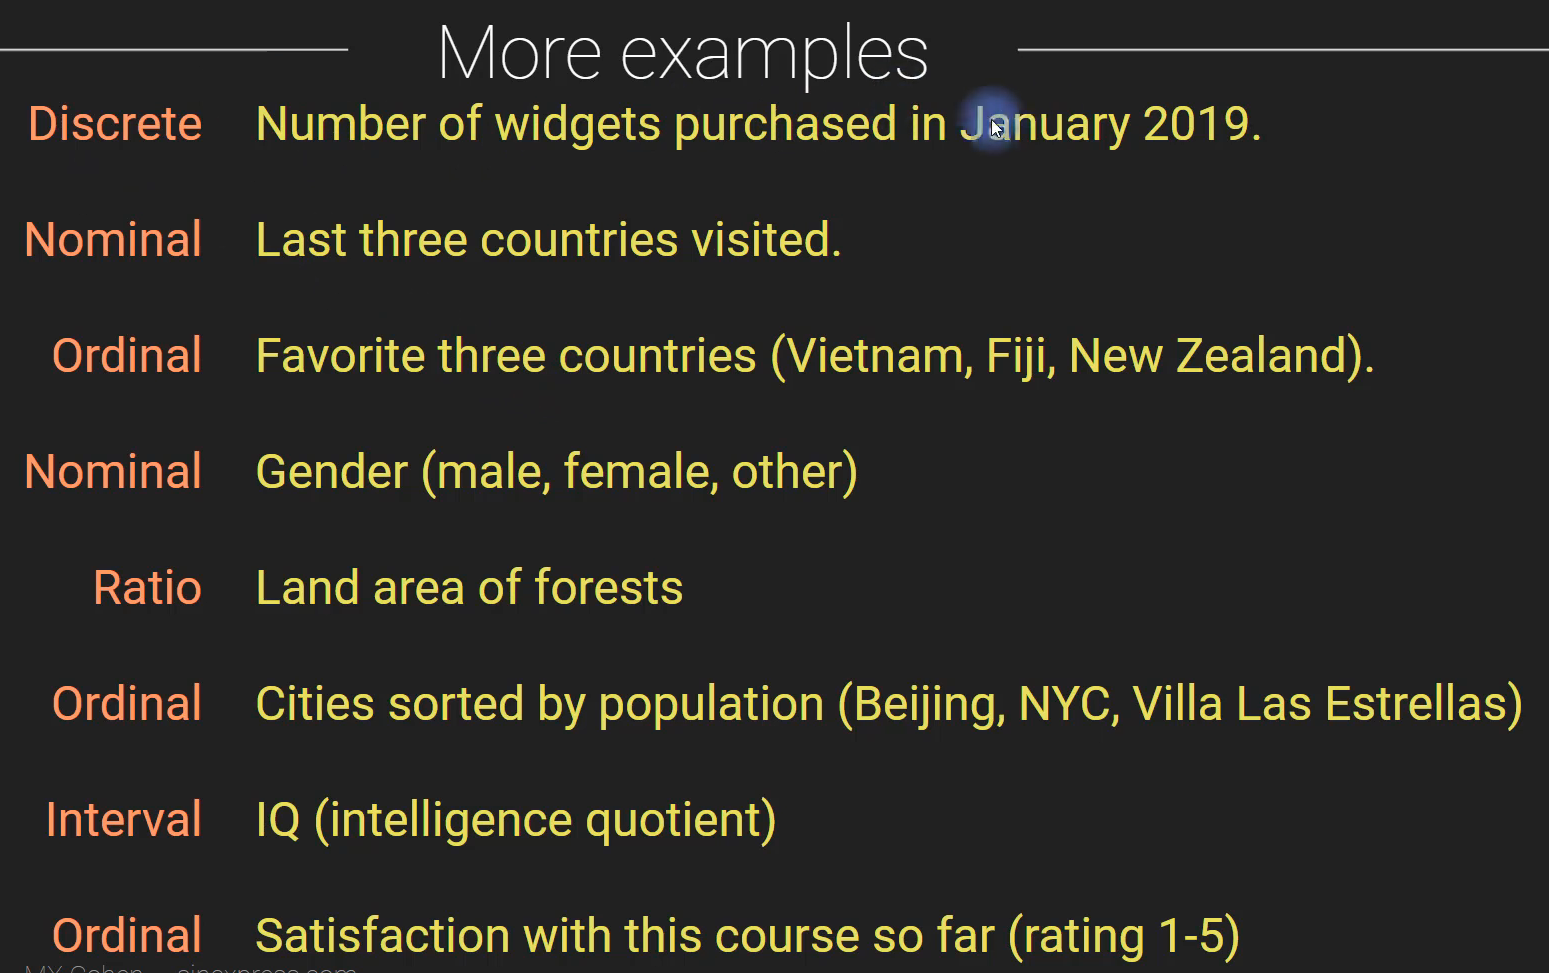 More examples
Discrete Number of widgets purchased in January 2019.
Nominal Last three countries visited.
Ordinal Favorite three countries (Vietnam, Fiji, New Zealand).
Nominal Gender (male, female, other)
Ratio Land area of forests
Ordinal Cities sorted by population (Beijing, NYC, Villa Las Estrellas)
Interval IQ (intelligence quotient)
Ordinal Satisfaction with this course so far (rating 1-5)